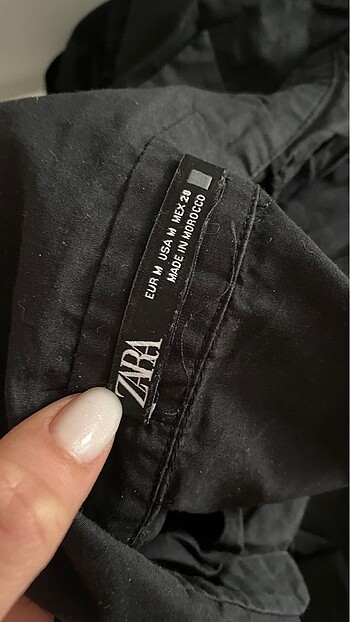 ZARA
EUR M USA M MEX 28
MADE IN MOROCCO